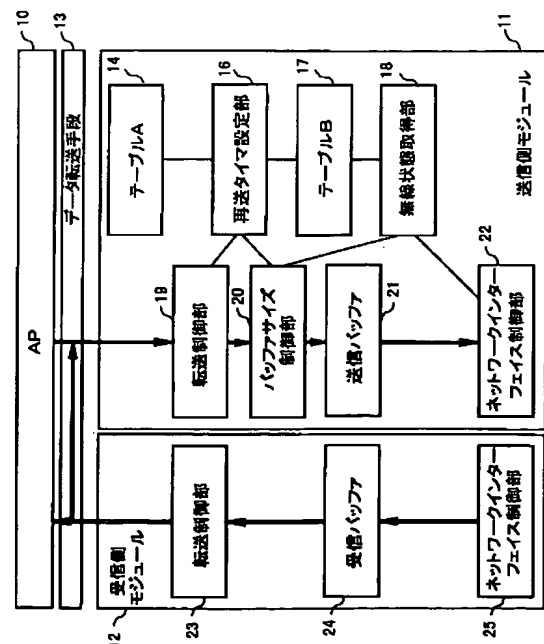 10
AP
13
データ転送手段
14
テーブルA
16
再送タイマ設定部
17
テーブルB
18
無線状態取得部
11
送信側モジュール
19
転送制御部
20
バッファサイズ
制御部
21
送信バッファ
22
ネットワークインター
フェイス制御部
12
受信側
モジュール
23
転送制御部
24
受信バッファ
25
ネットワークインター
フェイス制御部